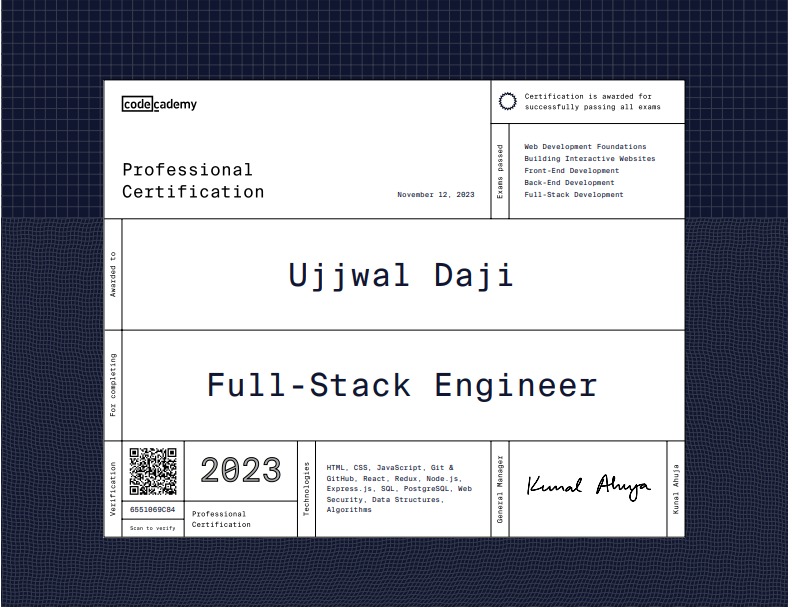 codecademy
Professional
Certification
November 12, 2023
Certification is awarded for
successfully passing all exams
Exams passed
Web Development Foundations
Building Interactive Websites
Front-End Development
Back-End Development
Full-Stack Development
Awarded to
Ujjwal Daji
For completing
Full-Stack Engineer
Verification
6551069C84
Scan to verify
2023
Professional
Certification
Technologies
HTML, CSS, JavaScript, Git &
GitHub, React, Redux, Node.js,
Express.js, SQL, PostgreSQL, Web
Security, Data Structures,
Algorithms
General Manager
Kunal Ahuja
Kunal Ahuja